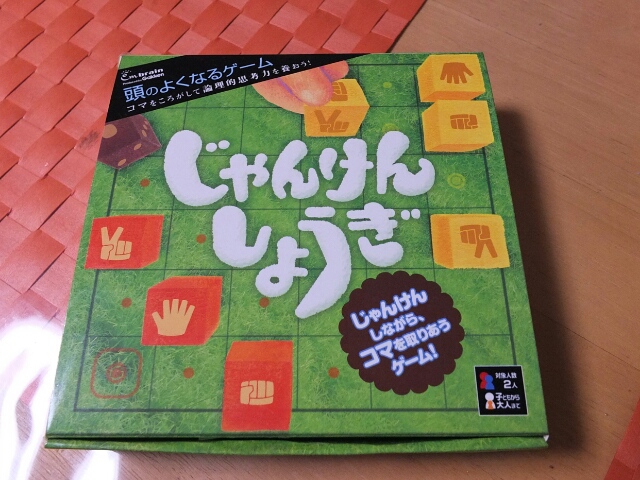 brain
Gakken
頭のよくなるゲーム
コマをころがして論理的思考力を養おう!
じゃんけん
しょうぎ
じゃんけん
しながら、
コマを取りあう
ゲーム!
対象人数
2人
子どもから
大人まで